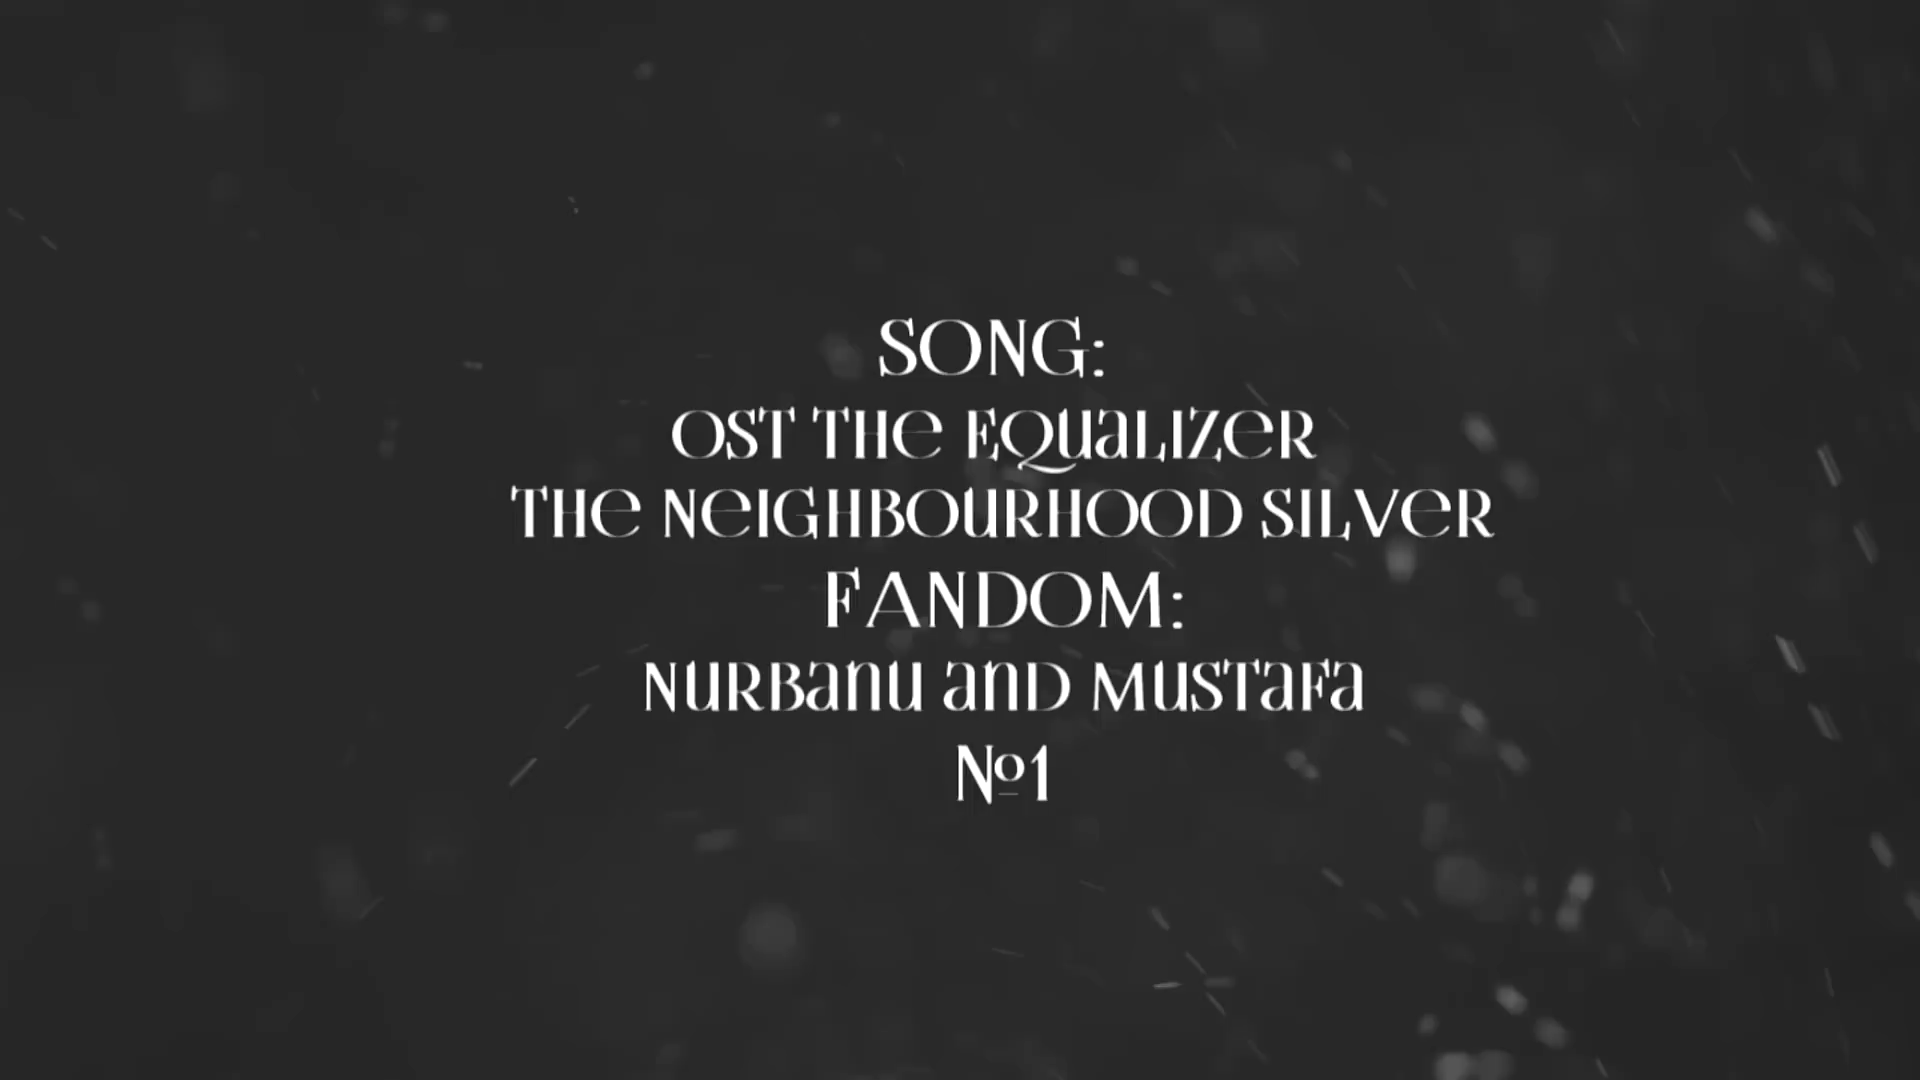 SONG:
OST THe EQUaLIZeR
THe NeIGHBOURHOOD SILVeR
FANDOM:
NURBanu anD MUSTaFa
№1